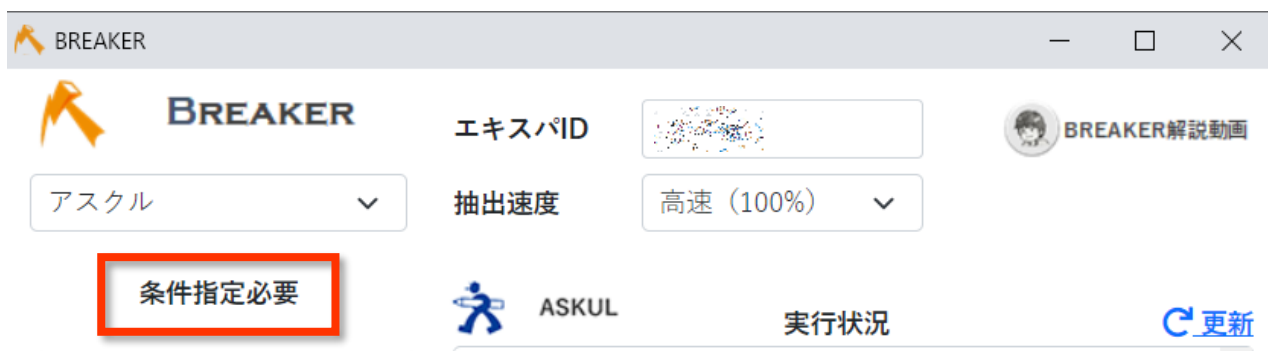 BREAKER
BREAKER
エキスパID
BREAKER解説動画
アスクル
抽出速度
高速（100%）
条件指定必要
ASKUL
実行状況
更新